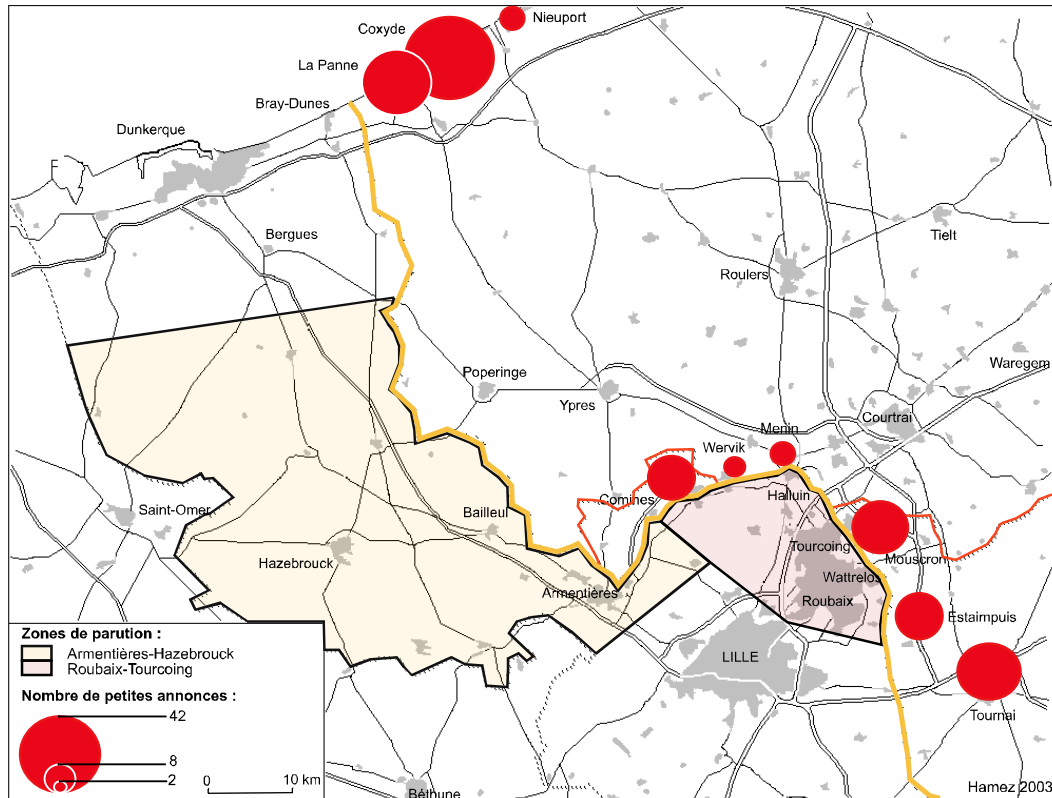 Nieuport
Coxyde
La Panne
Bray-Dunes
Dunkerque
Bergues
Tielt
Roulers
Waregem
Poperinge
Ypres
Courtrai
Menin
Wervik
Comines
Halluin
Saint-Omer
Bailleul
Hazebrouck
Tourcoing
Mouscron
Wattrelos
Armentières
Roubaix
Estaimpuis
LILLE
Tournai
Béthune
Zones de parution :
Armentières-Hazebrouck
Roubaix-Tourcoing
Nombre de petites annonces :
42
8
2
0 10 km
Hamez 2003